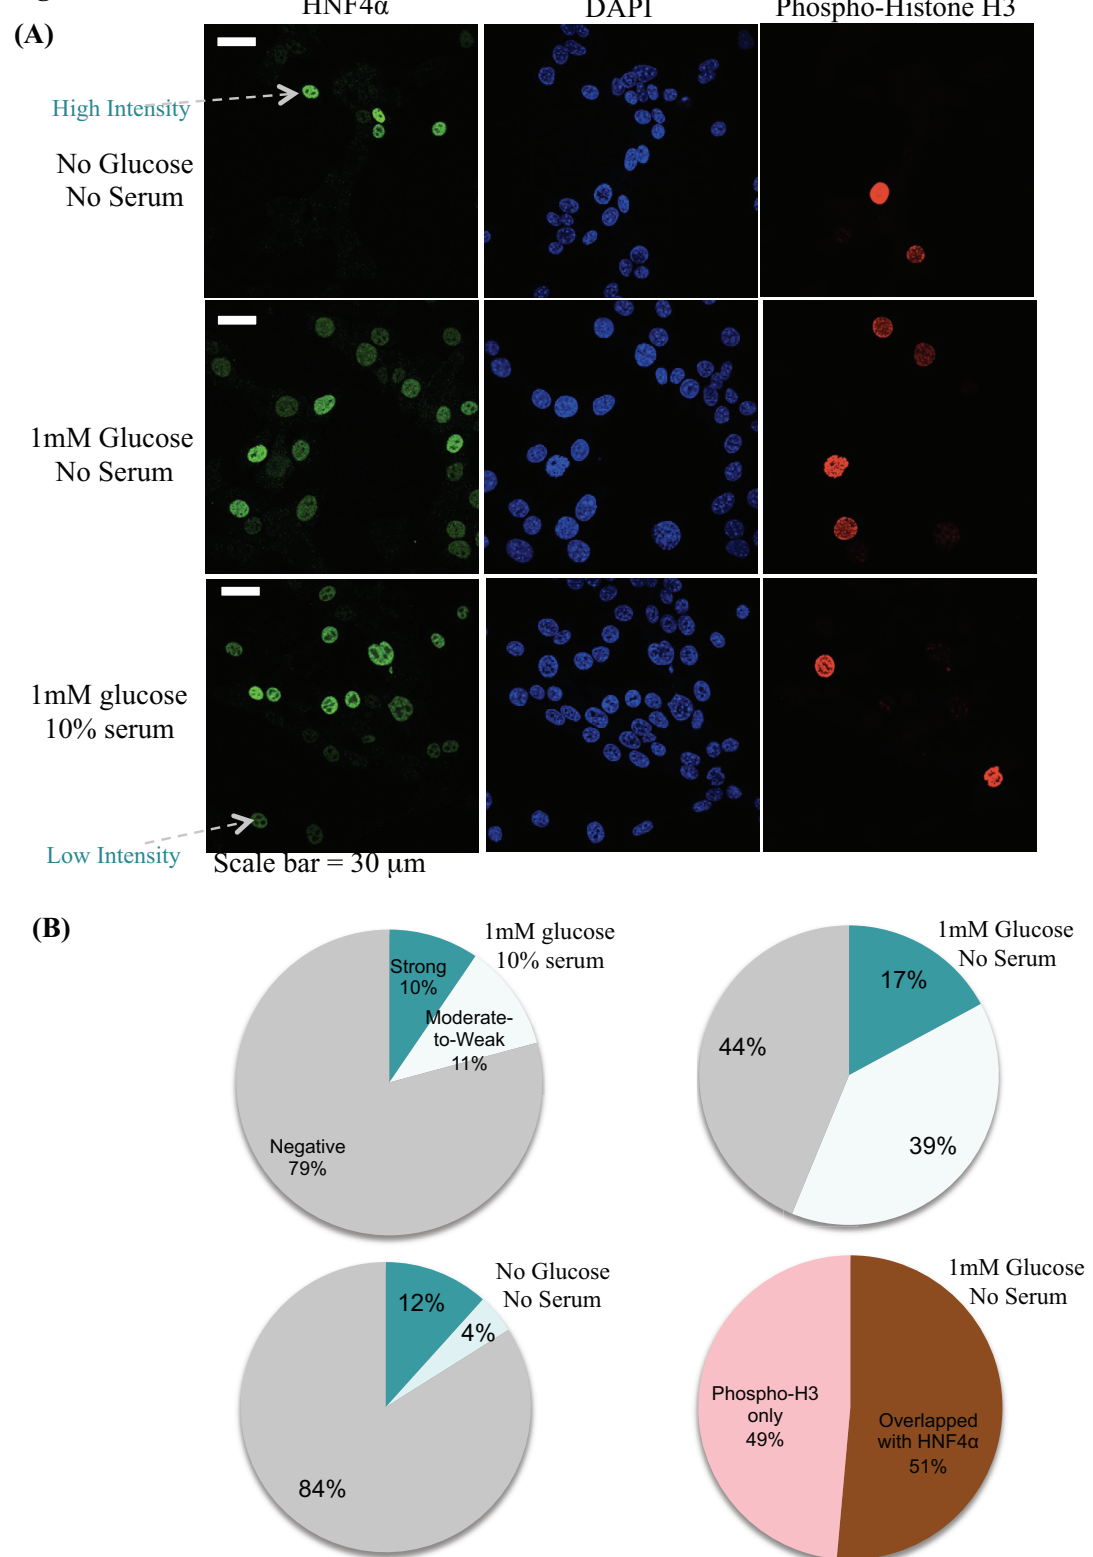 HNF4α DAPI Phospho-Histone H3
(A)
High Intensity
No Glucose
No Serum
1mM Glucose
No Serum
1mM glucose
10% serum
Low Intensity
Scale bar = 30 μm
(B)
1mM glucose
10% serum
Strong
10%
Moderate-
to-Weak
11%
Negative
79%
1mM Glucose
No Serum
17%
44%
39%
No Glucose
No Serum
12%
4%
84%
1mM Glucose
No Serum
Phospho-H3
only
49%
Overlapped
with HNF4α
51%